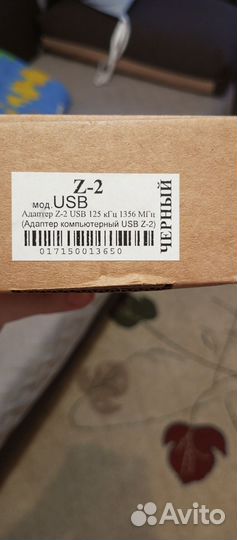 Z-2
мод.USB
Адаптер Z-2 USB 125 кГц 1356 МГц
(Адаптер компьютерный USB Z-2)
017150013650
ЧЕРНЫЙ
Avito